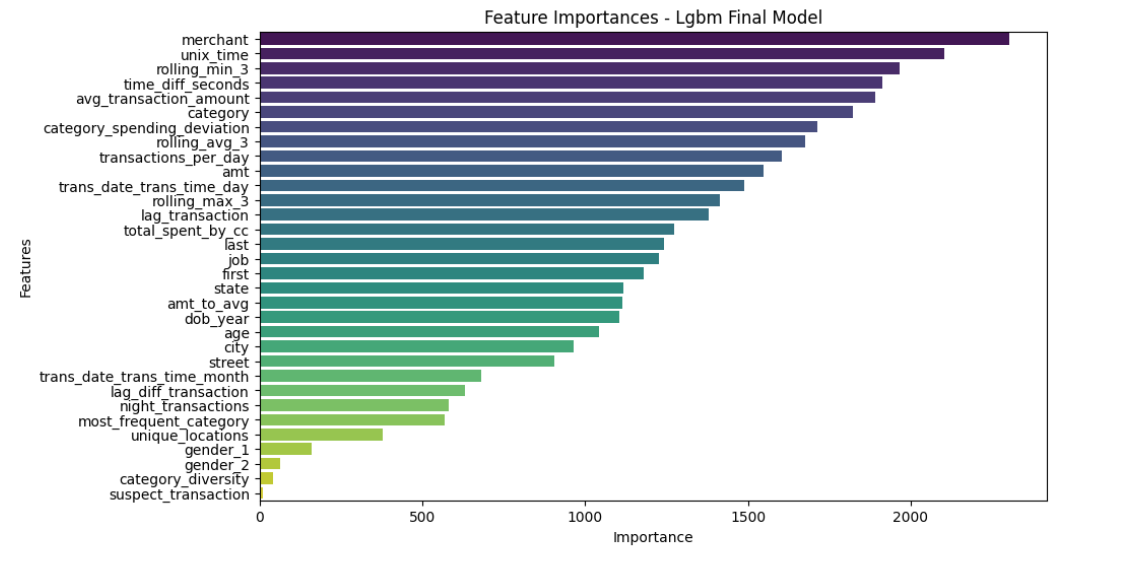 Feature Importances - Lgbm Final Model
Features
merchant
unix_time
rolling_min_3
time_diff_seconds
avg_transaction_amount
category
category_spending_deviation
rolling_avg_3
transactions_per_day
amt
trans_date_trans_time_day
rolling_max_3
lag_transaction
total_spent_by_cc
last
job
first
state
amt_to_avg
dob_year
age
city
street
trans_date_trans_time_month
lag_diff_transaction
night_transactions
most_frequent_category
unique_locations
gender_1
gender_2
category_diversity
suspect_transaction
0 500 1000 1500 2000
Importance